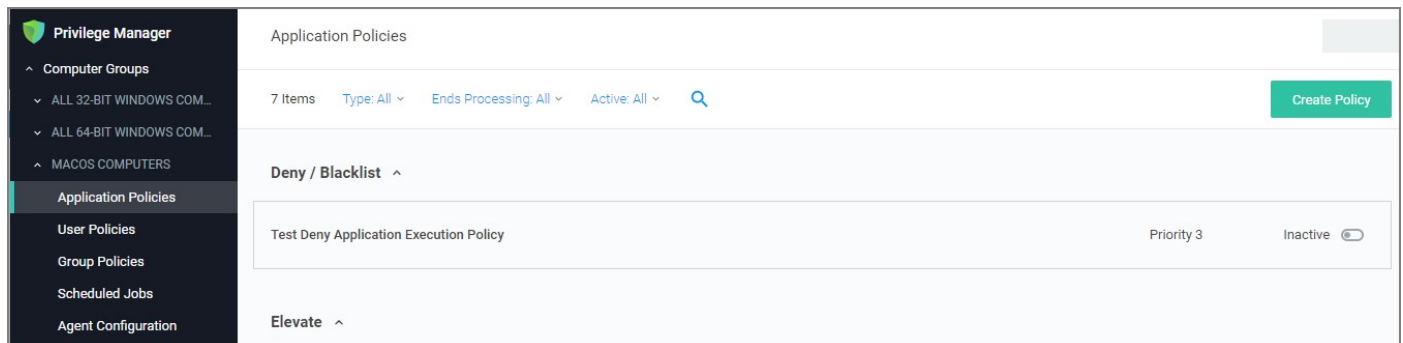 Privilege Manager
Computer Groups
ALL 32-BIT WINDOWS COM...
ALL 64-BIT WINDOWS COM...
MACOS COMPUTERS
Application Policies
User Policies
Group Policies
Scheduled Jobs
Agent Configuration
Application Policies
7 Items Type: All Ends Processing: All Active: All
Create Policy
Deny / Blacklist
Test Deny Application Execution Policy Priority 3 Inactive
Elevate